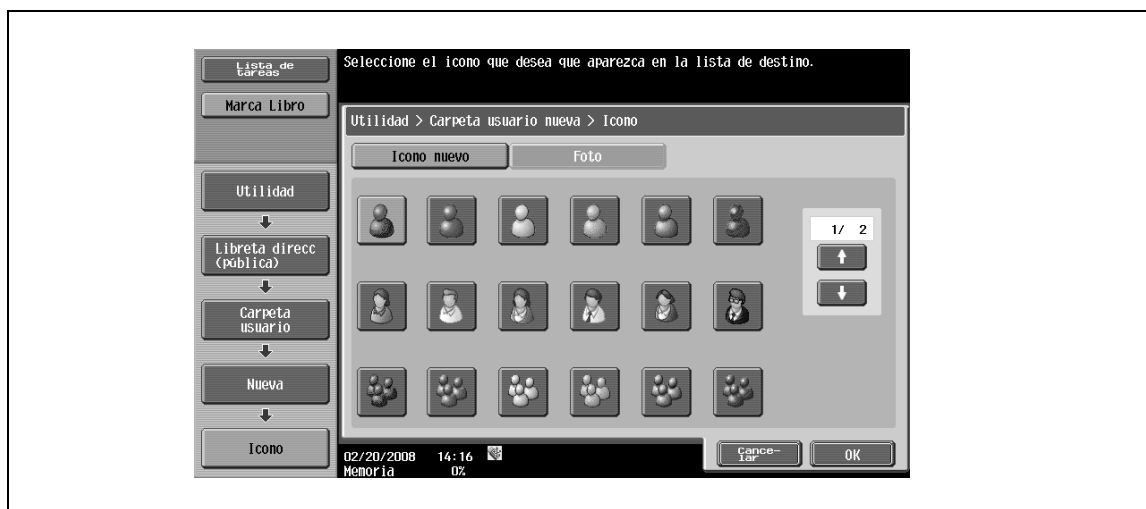 Lista de
tareas
Seleccione el icono que desea que aparezca en la lista de destino.
Marca Libro
Utilidad > Carpeta usuario nueva > Icono
Icono nuevo
Foto
Utilidad
1/ 2
Libreta direcc
(pública)
Carpeta
usuario
Nueva
Icono
02/20/2008 14:16
Memoria 0%
Cance-
lar
OK